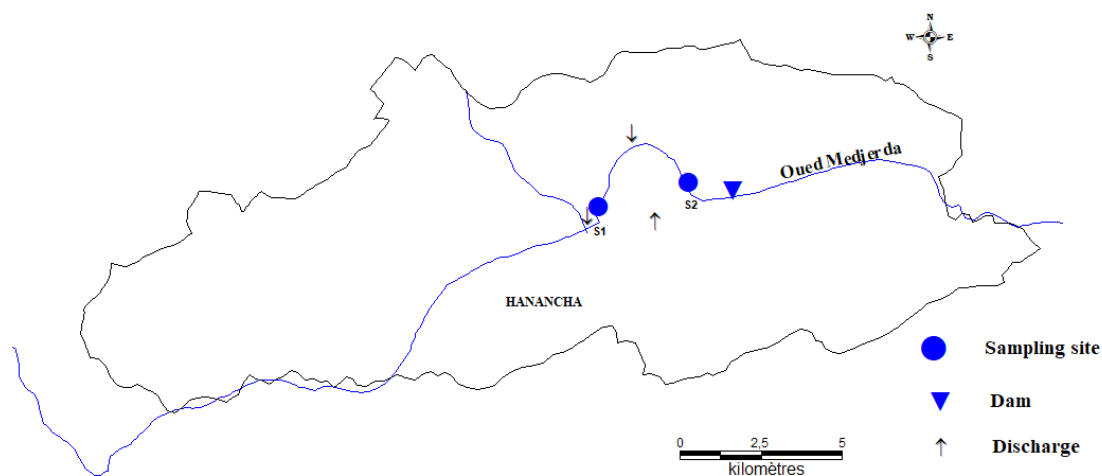 N
W E
S
Oued Medjerda
S2
S1
HANANCHA
Sampling site
Dam
Discharge
0 2,5 5
kilomètres